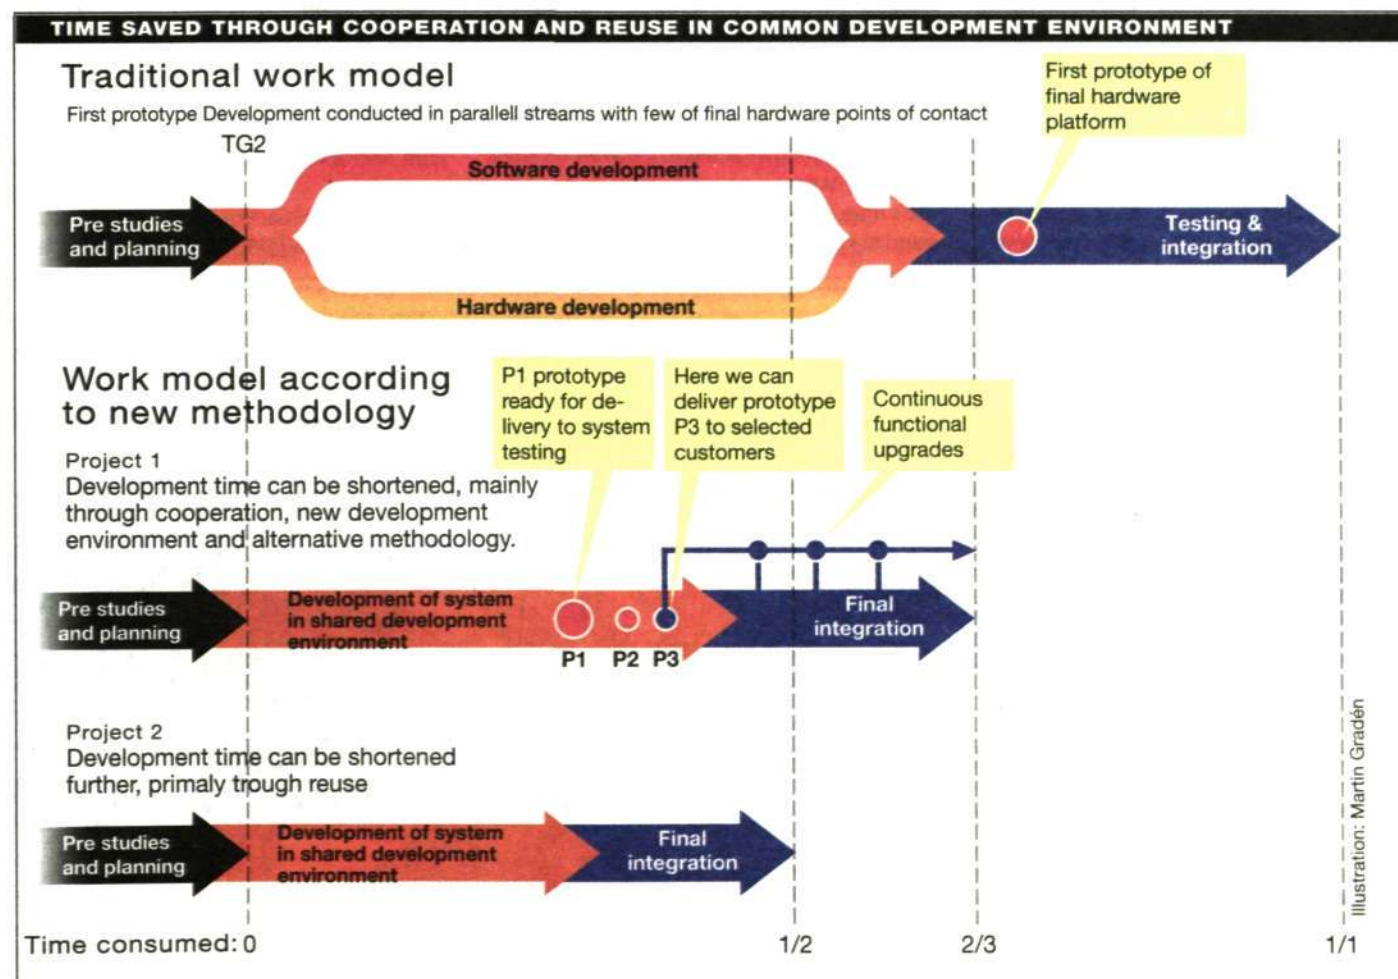 TIME SAVED THROUGH COOPERATION AND REUSE IN COMMON DEVELOPMENT ENVIRONMENT
Traditional work model
First prototype Development conducted in parallell streams with few of final hardware points of contact
First prototype of
final hardware
platform
TG2
Software development
Pre studies
and planning
Testing &
integration
Hardware development
Work model according
to new methodology
P1 prototype
ready for de-
livery to system
testing
Here we can
deliver prototype
P3 to selected
customers
Continuous
functional
upgrades
Project 1
Development time can be shortened, mainly
through cooperation, new development
environment and alternative methodology.
Pre studies
and planning
Development of system
in shared development
environment
P1 P2 P3
Final
integration
Project 2
Development time can be shortened
further, primaly trough reuse
Pre studies
and planning
Development of system
in shared development
environment
Final
integration
Time consumed: 0 1/2 2/3 1/1
Illustration: Martin Gradén